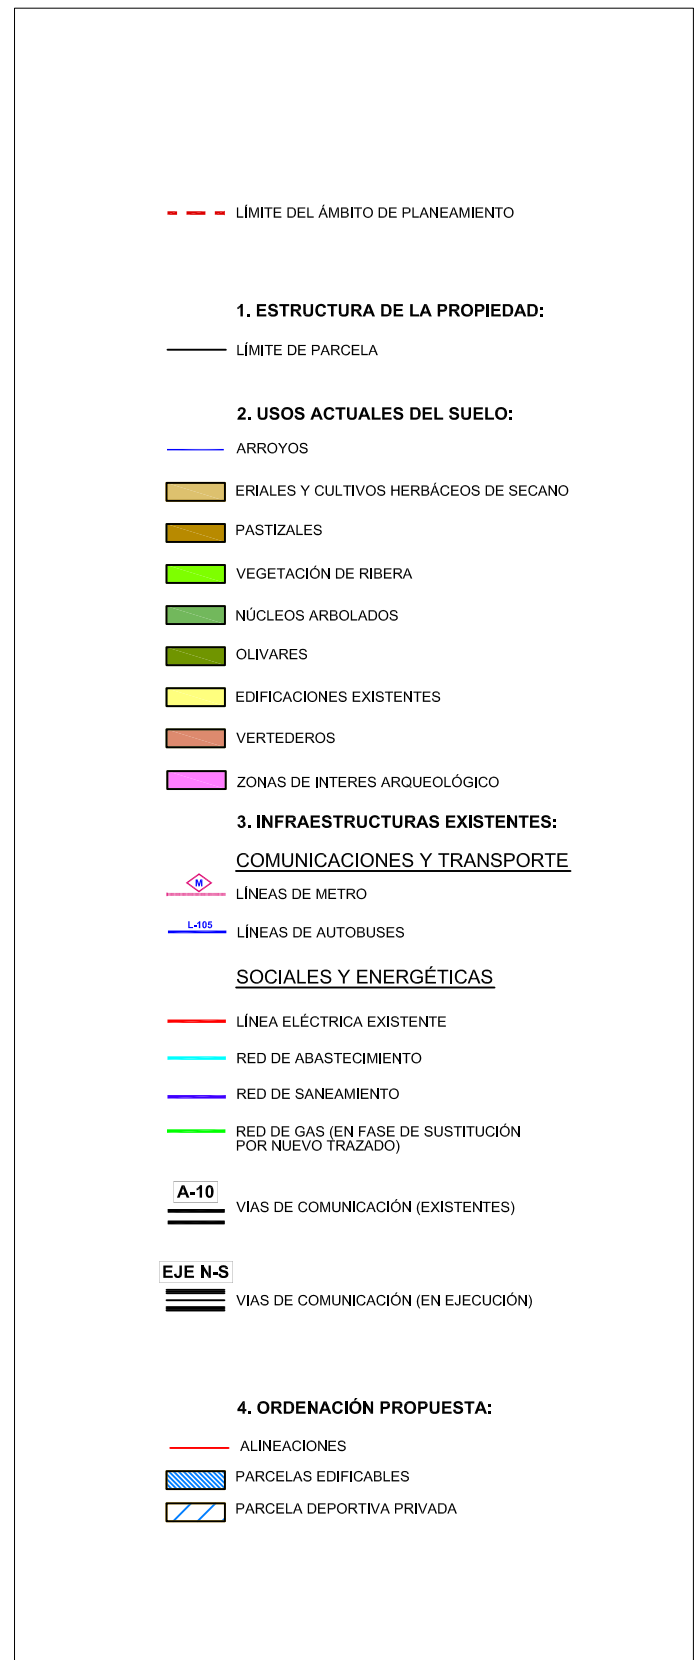 LÍMITE DEL ÁMBITO DE PLANEAMIENTO
1. ESTRUCTURA DE LA PROPIEDAD:
LÍMITE DE PARCELA
2. USOS ACTUALES DEL SUELO:
ARROYOS
ERIALES Y CULTIVOS HERBÁCEOS DE SECANO
PASTIZALES
VEGETACIÓN DE RIBERA
NÚCLEOS ARBOLADOS
OLIVARES
EDIFICACIONES EXISTENTES
VERTEDEROS
ZONAS DE INTERES ARQUEOLÓGICO
3. INFRAESTRUCTURAS EXISTENTES:
COMUNICACIONES Y TRANSPORTE
M
LÍNEAS DE METRO
L-105
LÍNEAS DE AUTOBUSES
SOCIALES Y ENERGÉTICAS
LÍNEA ELÉCTRICA EXISTENTE
RED DE ABASTECIMIENTO
RED DE SANEAMIENTO
RED DE GAS (EN FASE DE SUSTITUCIÓN
POR NUEVO TRAZADO)
A-10
VIAS DE COMUNICACIÓN (EXISTENTES)
EJE N-S
VIAS DE COMUNICACIÓN (EN EJECUCIÓN)
4. ORDENACIÓN PROPUESTA:
ALINEACIONES
PARCELAS EDIFICABLES
PARCELA DEPORTIVA PRIVADA